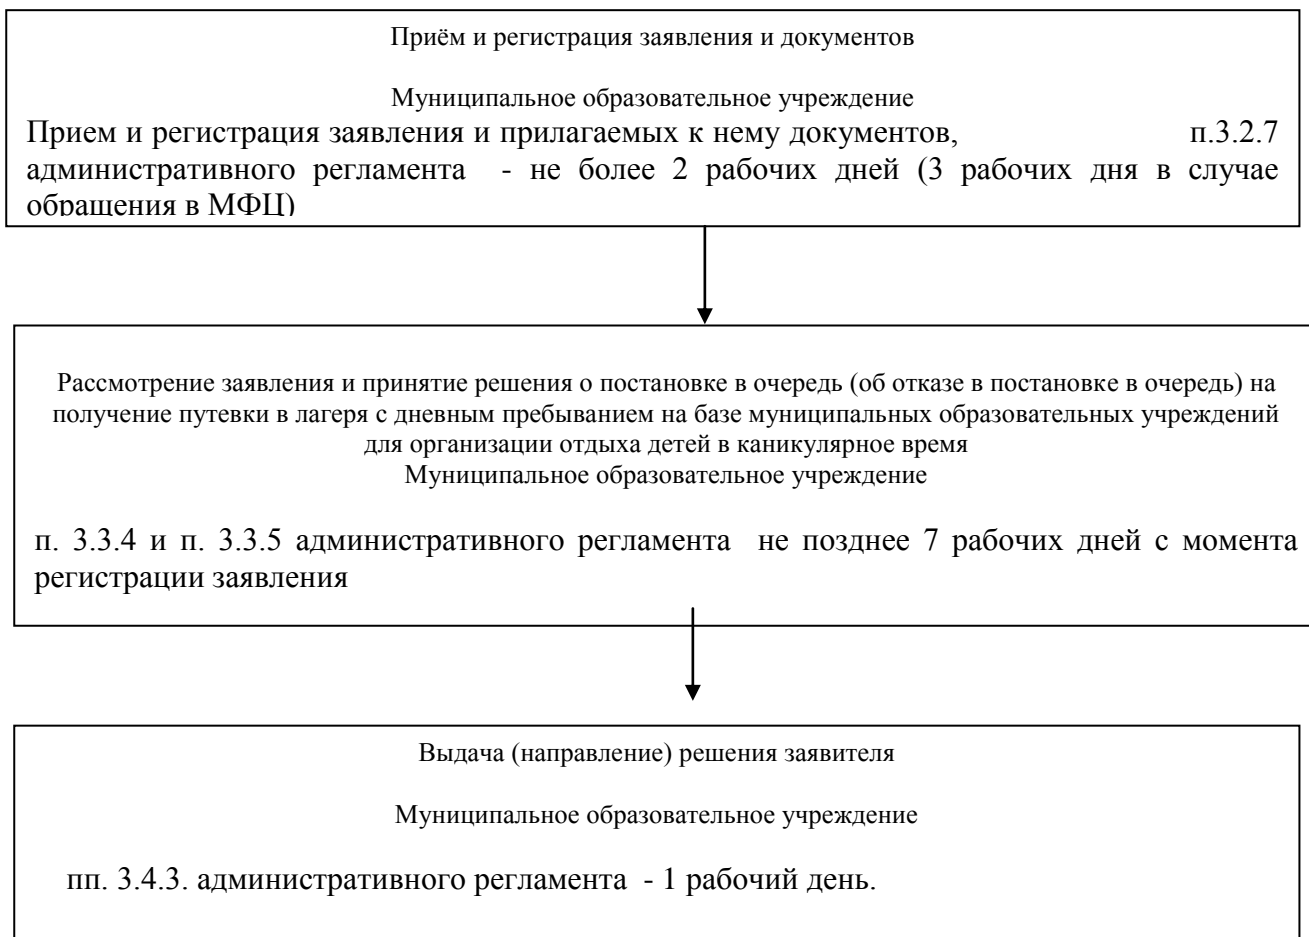 Приём и регистрация заявления и документов
Муниципальное образовательное учреждение
Прием и регистрация заявления и прилагаемых к нему документов, п.3.2.7
административного регламента - не более 2 рабочих дней (3 рабочих дня в случае
обращения в МФЦ)
Рассмотрение заявления и принятие решения о постановке в очередь (об отказе в постановке в очередь) на
получение путевки в лагеря с дневным пребыванием на базе муниципальных образовательных учреждений
для организации отдыха детей в каникулярное время
Муниципальное образовательное учреждение
п. 3.3.4 и п. 3.3.5 административного регламента не позднее 7 рабочих дней с момента
регистрации заявления
Выдача (направление) решения заявителя
Муниципальное образовательное учреждение
пп. 3.4.3. административного регламента - 1 рабочий день.